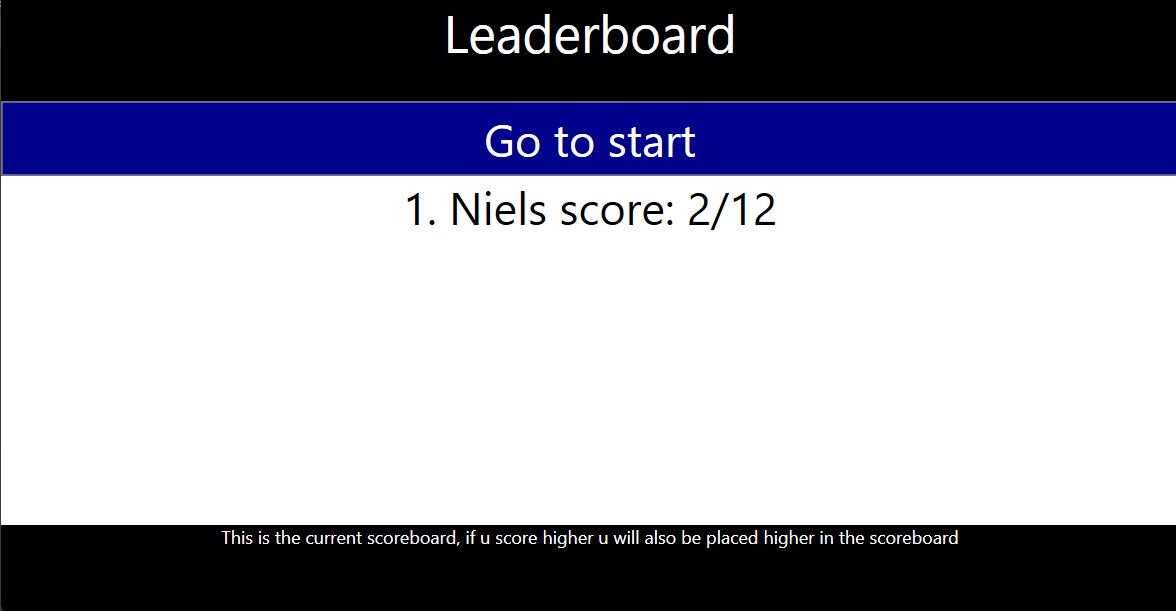 Leaderboard
Go to start
1. Niels score: 2/12
This is the current scoreboard, if u score higher u will also be placed higher in the scoreboard